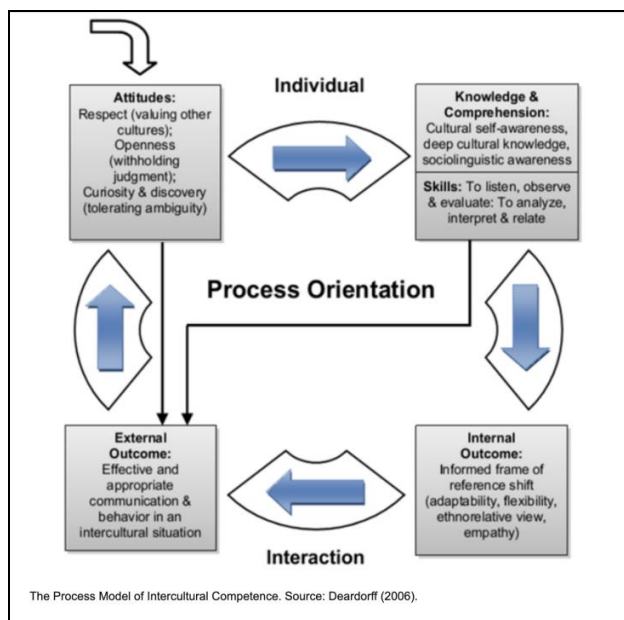 Individual
Attitudes:
Respect (valuing other
cultures);
Openness
(withholding
judgment);
Curiosity & discovery
(tolerating ambiguity)
Knowledge &
Comprehension:
Cultural self-awareness,
deep cultural knowledge,
sociolinguistic awareness
Skills: To listen, observe
& evaluate: To analyze,
interpret & relate
Process Orientation
External
Outcome:
Effective and
appropriate
communication &
behavior in an
intercultural situation
Internal
Outcome:
Informed frame of
reference shift
(adaptability, flexibility,
ethnorelative view,
empathy)
Interaction
The Process Model of Intercultural Competence. Source: Deardorff (2006).